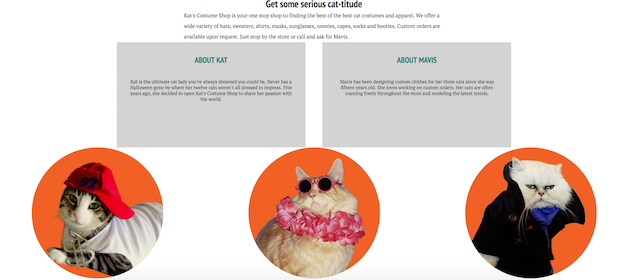 Get some serious cat-titude
Kat's Costume Shop is your one stop shop to finding the best of the best cat costumes and apparel. We offer a
wide variety of hats, sweaters, shirts, masks, sunglasses, onesies, capes, socks and booties. Custom orders are
available upon request. Just stop by the store or call and ask for Mavis.
ABOUT KAT
Kat is the ultimate cat lady you've always dreamed you could be. Never has a
Halloween gone by where her twelve cats weren't all dressed to impress. Five
years ago, she decided to open Kat's Costume Shop to share her passion with
the world.
ABOUT MAVIS
Mavis has been designing custom clothes for her three cats since she was
fifteen years old. She loves working on custom orders. Her cats are often
roaming freely throughout the store and modeling the latest trends.
97